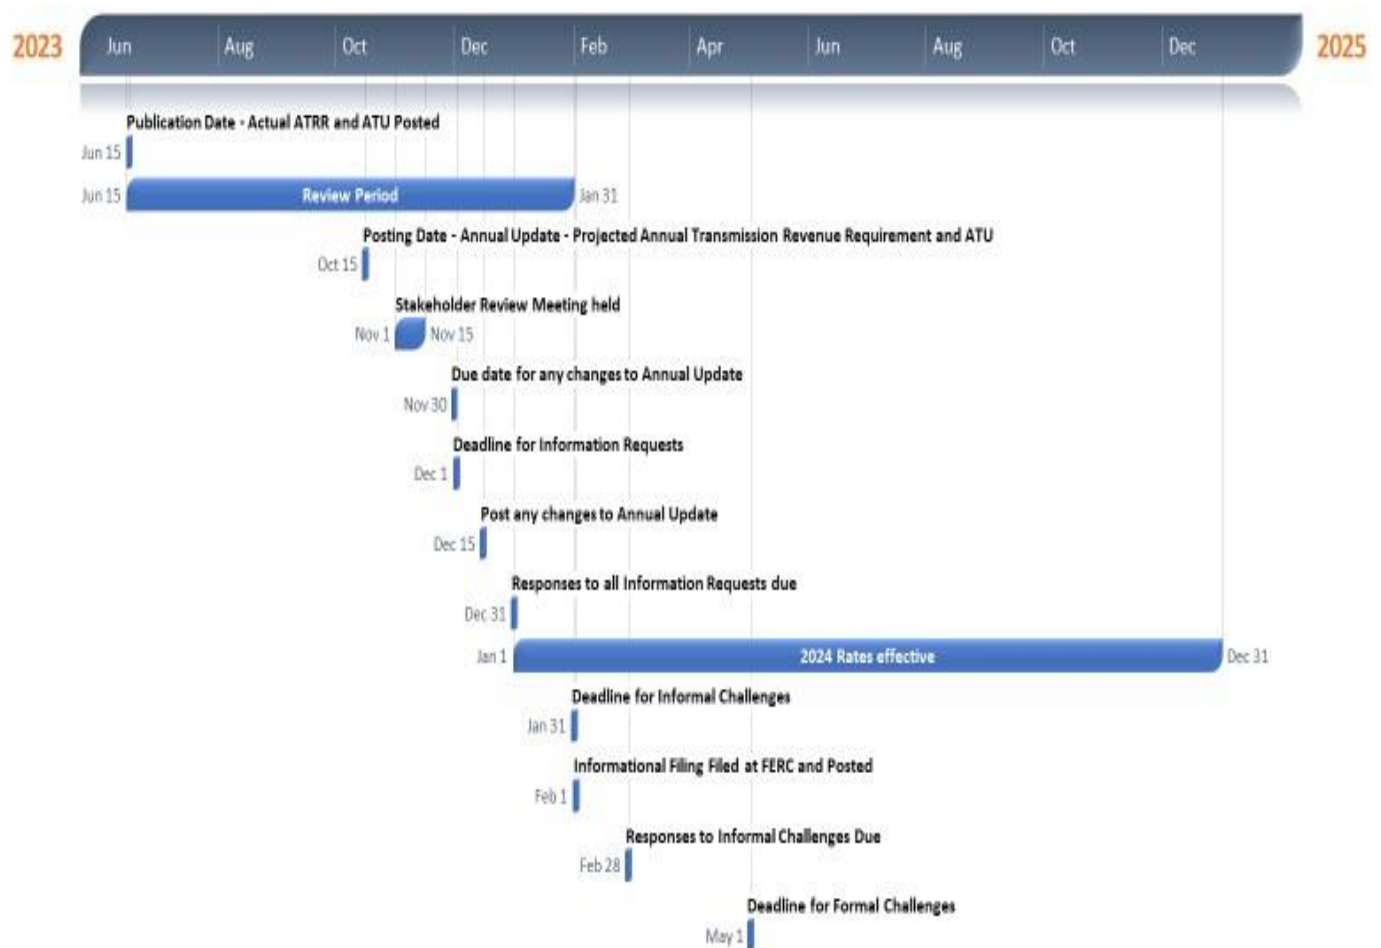 2023 Jun Aug Oct Dec Feb Apr Jun Aug Oct Dec 2025
Publication Date - Actual ATRR and ATU Posted
Jun 15
Jun 15 Review Period Jan 31
Posting Date - Annual Update - Projected Annual Transmission Revenue Requirement and ATU
Oct 15
Stakeholder Review Meeting held
Nov 1 Nov 15
Due date for any changes to Annual Update
Nov 30
Deadline for Information Requests
Dec 1
Post any changes to Annual Update
Dec 15
Responses to all Information Requests due
Dec 31
Jan 1 2024 Rates effective Dec 31
Deadline for Informal Challenges
Jan 31
Informational Filing Filed at FERC and Posted
Feb 1
Responses to Informal Challenges Due
Feb 28
Deadline for Formal Challenges
May 1